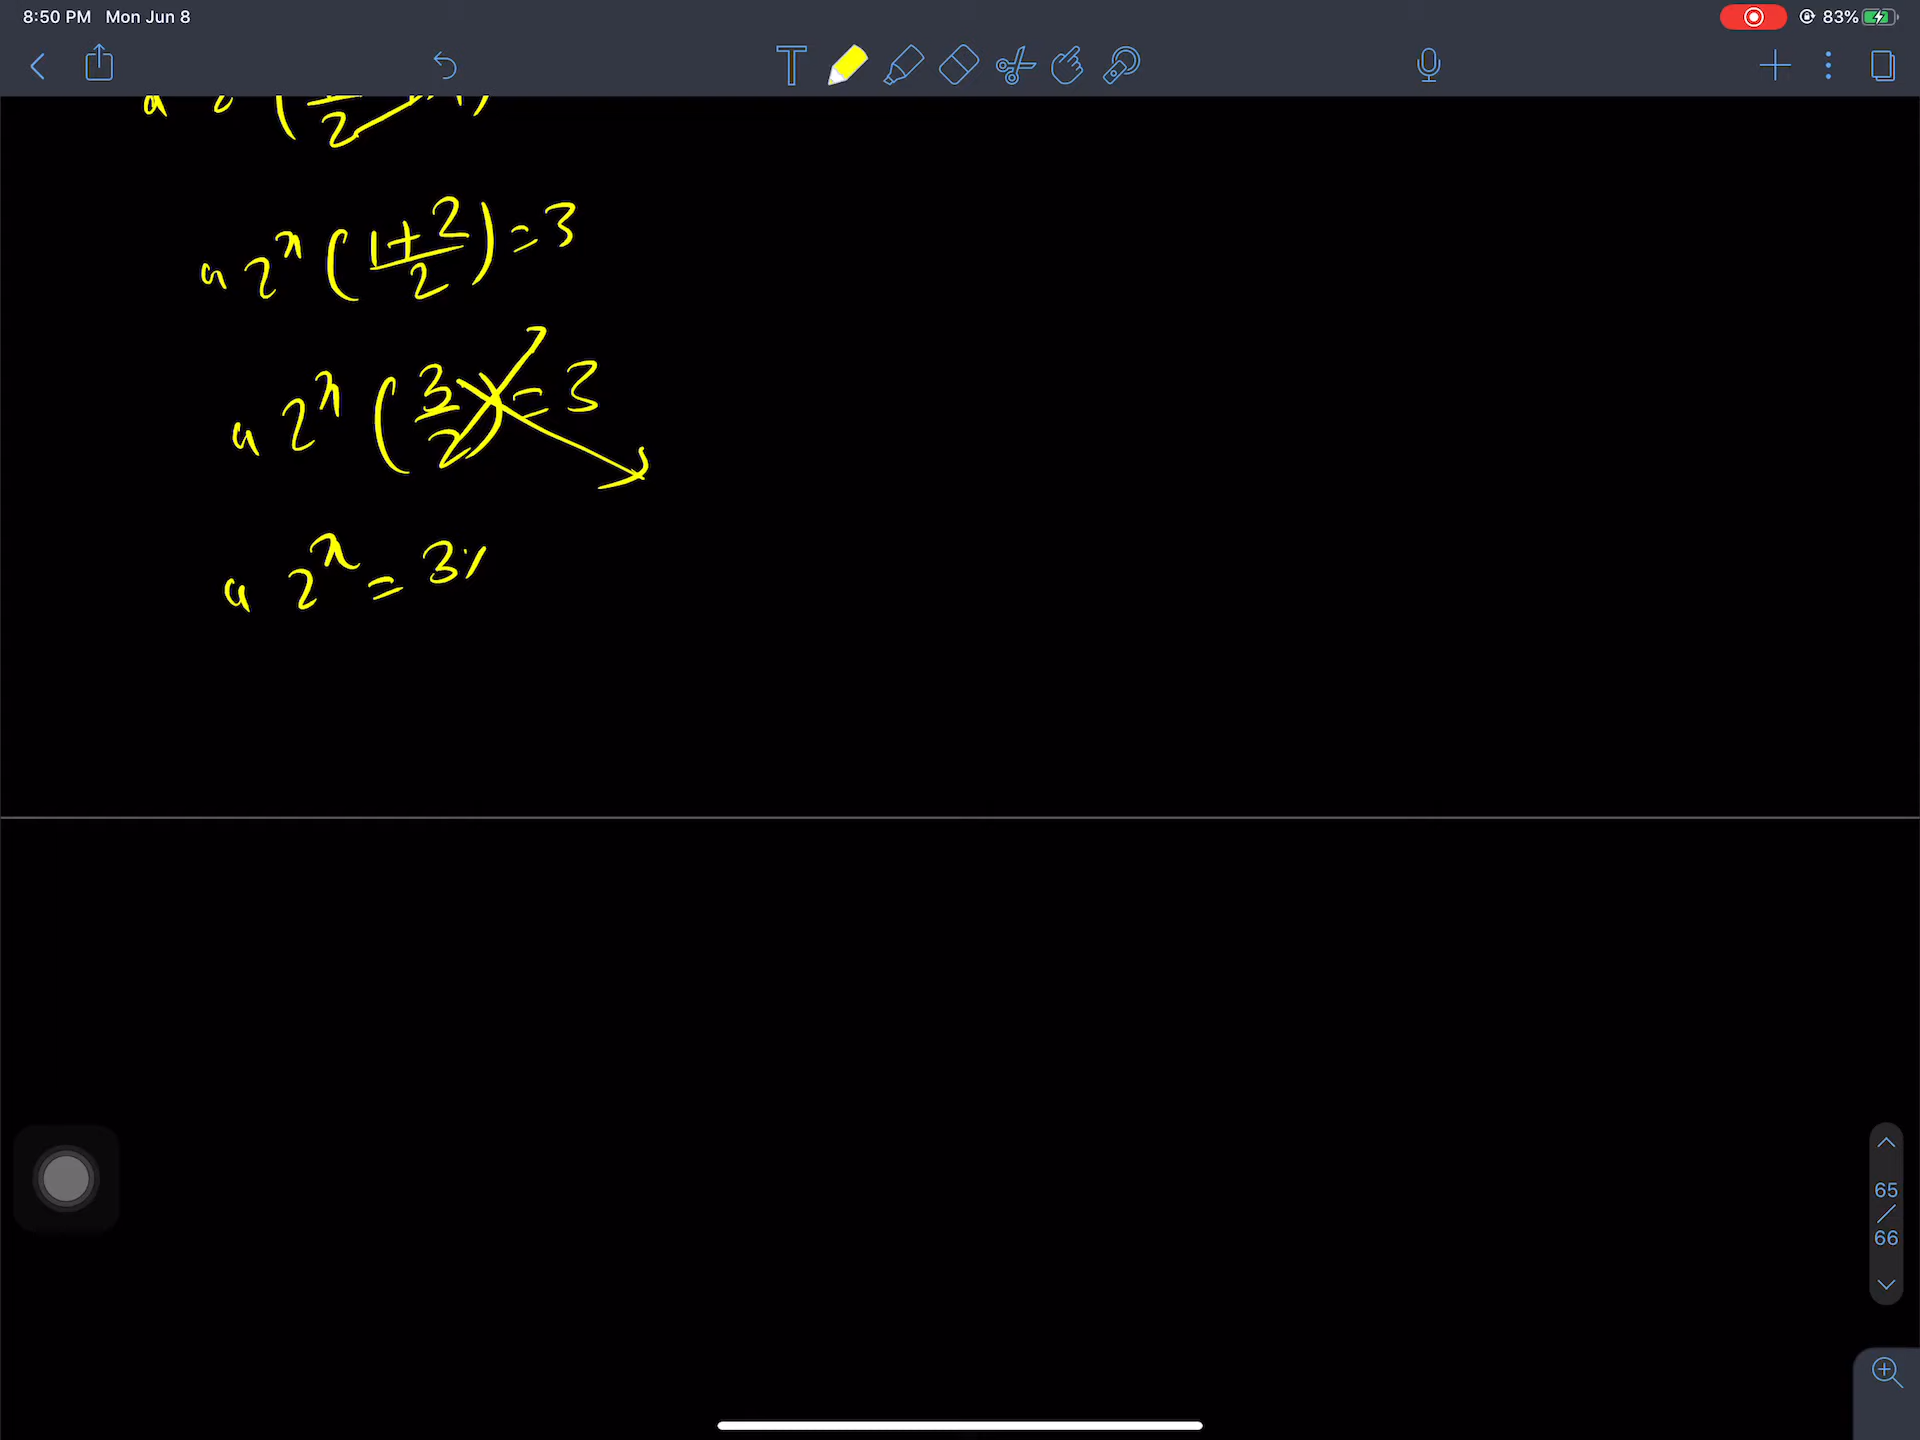 8:50 PM Mon Jun 8
83%
T
2
a 2^x (1+2/2) = 3
a 2^x (3/2) = 3
a 2^x = 3
65
/
66